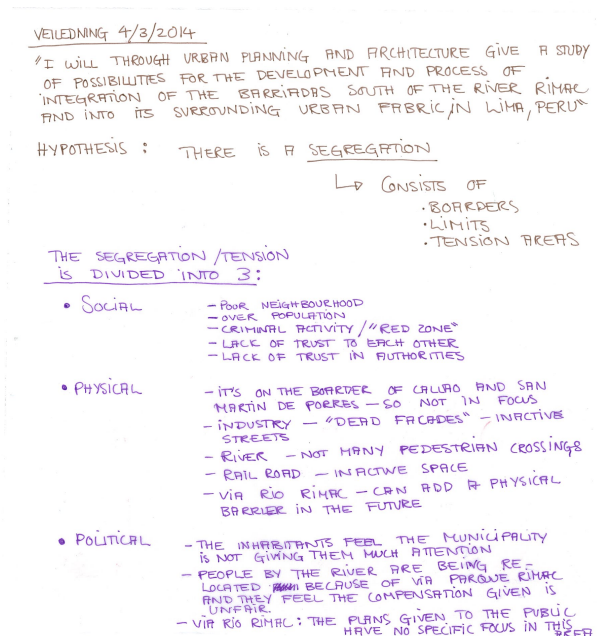 VEILEDNING 4/3/2014
"I WILL THROUGH URBAN PLANNING AND ARCHITECTURE GIVE A STUDY
OF POSSIBILITIES FOR THE DEVELOPMENT AND PROCESS OF
INTEGRATION OF THE BARRIADAS SOUTH OF THE RIVER RIMAC
AND INTO ITS SURROUNDING URBAN FABRIC, IN LIMA, PERU"
HYPOTHESIS : THERE IS A SEGREGATION
↳ CONSISTS OF
· BOARDERS
· LIMITS
· TENSION AREAS
THE SEGREGATION / TENSION
IS DIVIDED INTO 3:
• SOCIAL
– POOR NEIGHBOURHOOD
– OVER POPULATION
– CRIMINAL ACTIVITY / "RED ZONE"
– LACK OF TRUST TO EACH OTHER
– LACK OF TRUST IN AUTHORITIES
• PHYSICAL
– IT'S ON THE BOARDER OF CALLAO AND SAN
MARTIN DE PORRES – SO NOT IN FOCUS
– INDUSTRY – "DEAD FACADES" – INACTIVE
STREETS
– RIVER – NOT MANY PEDESTRIAN CROSSINGS
– RAIL ROAD – INACTIVE SPACE
– VIA RIO RIMAC – CAN ADD A PHYSICAL
BARRIER IN THE FUTURE
• POLITICAL
– THE INHABITANTS FEEL THE MUNICIPALITY
IS NOT GIVING THEM MUCH ATTENTION
– PEOPLE BY THE RIVER ARE BEING RE-
LOCATED BECAUSE OF VIA PARQUE RIMAC
AND THEY FEEL THE COMPENSATION GIVEN IS
UNFAIR.
– VIA RIO RIMAC: THE PLANS GIVEN TO THE PUBLIC
HAVE NO SPECIFIC FOCUS IN THIS
AREA